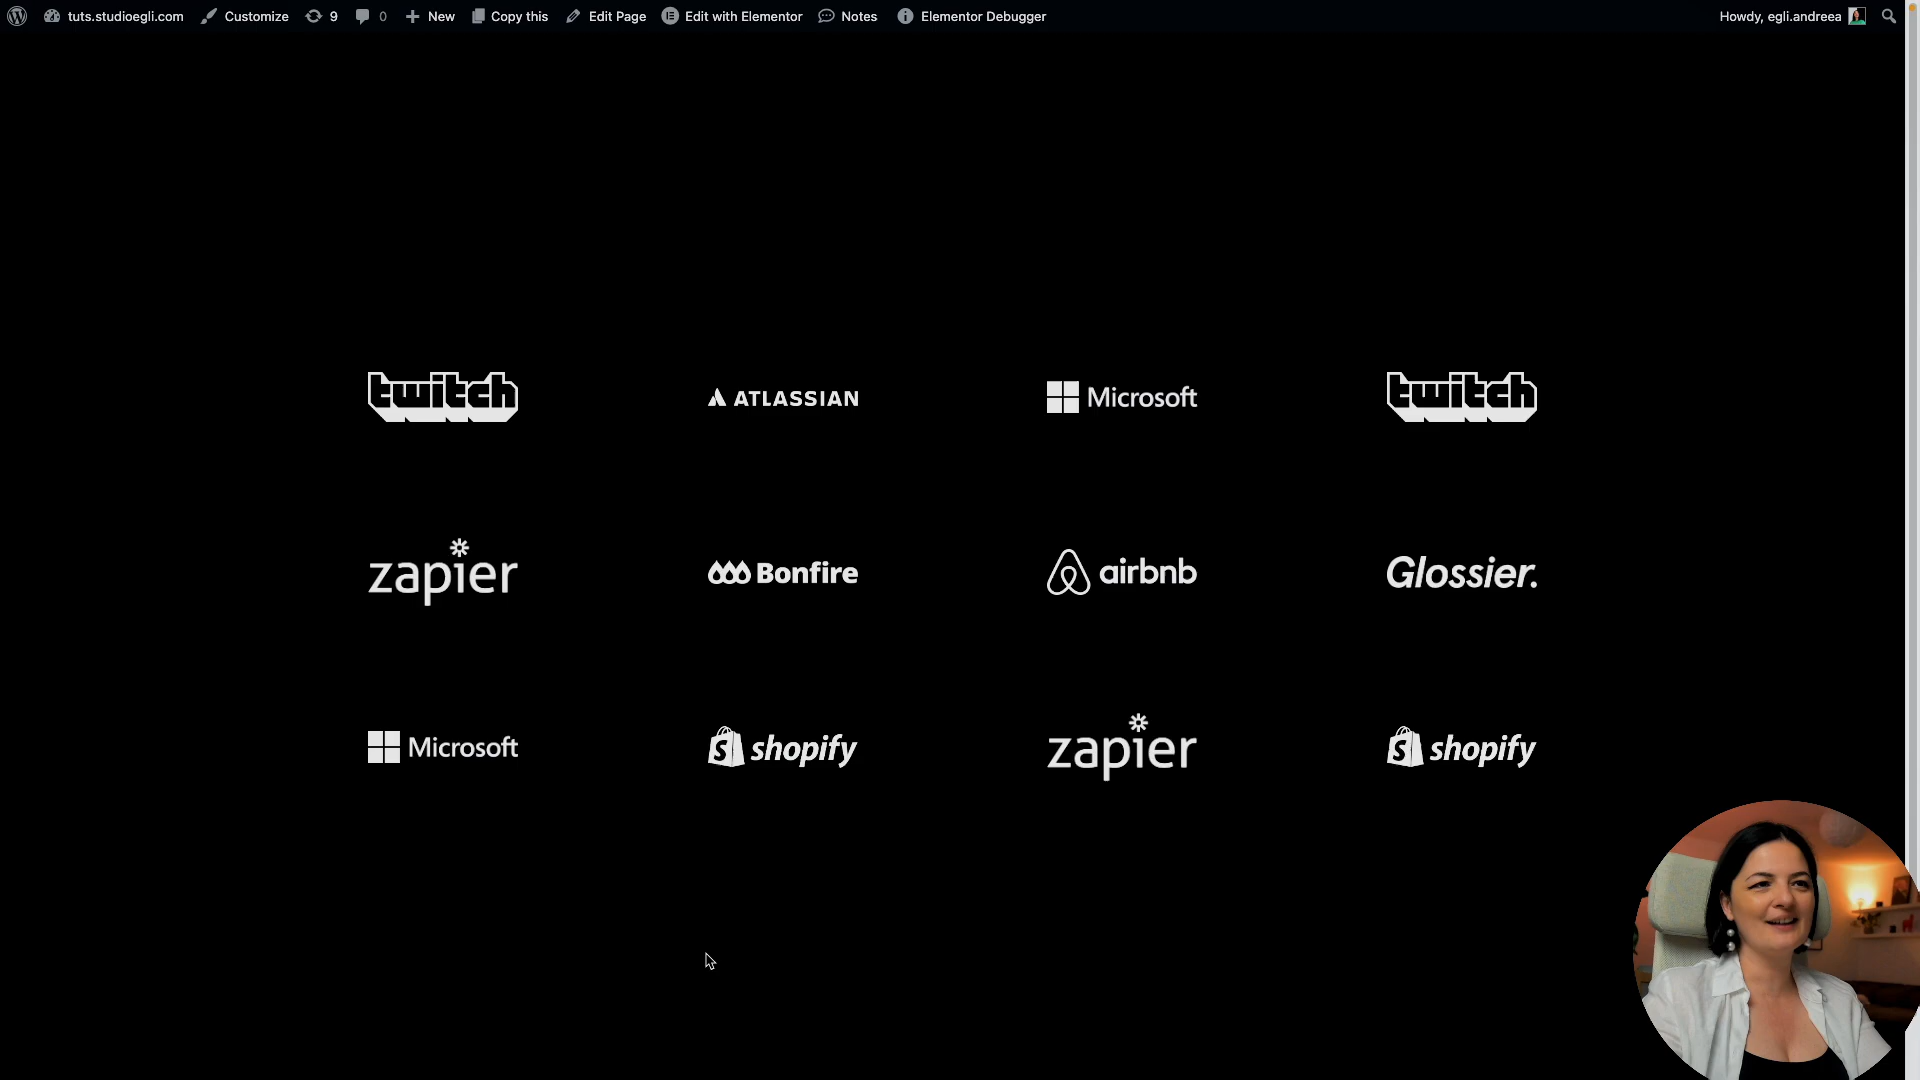 tuts.studioegli.com Customize 9 0 New Copy this Edit Page Edit with Elementor Notes Elementor Debugger Howdy, egli.andreea
twitch ATLASSIAN Microsoft twitch
zapier Bonfire airbnb Glossier.
Microsoft shopify zapier shopify